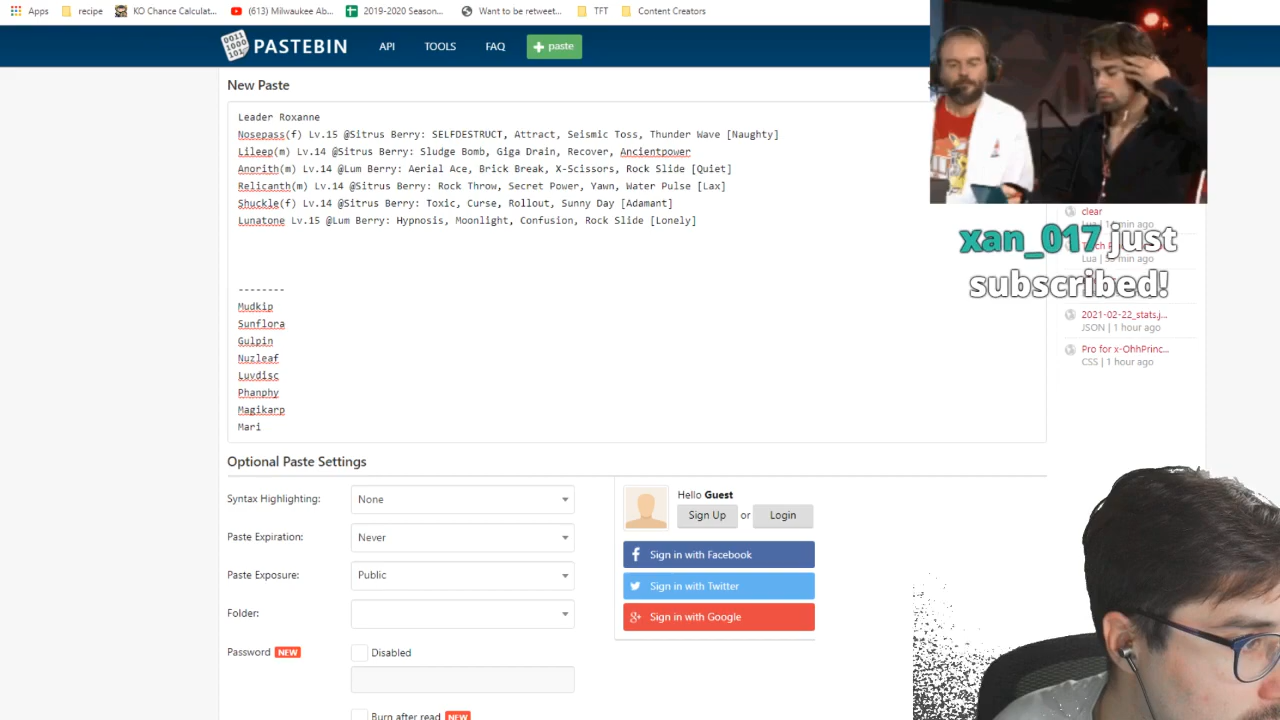 Apps
recipe
KO Chance Calculat...
(613) Milwaukee Ab...
2019-2020 Season...
Want to be retweet...
TFT
Content Creators
PASTEBIN
API
TOOLS
FAQ
paste
New Paste
Leader Roxanne
Nosepass(f) Lv.15 @Sitrus Berry: SELFDESTRUCT, Attract, Seismic Toss, Thunder Wave [Naughty]
Lileep(m) Lv.14 @Sitrus Berry: Sludge Bomb, Giga Drain, Recover, Ancientpower
Anorith(m) Lv.14 @Lum Berry: Aerial Ace, Brick Break, X-Scissors, Rock Slide [Quiet]
Relicanth(m) Lv.14 @Sitrus Berry: Rock Throw, Secret Power, Yawn, Water Pulse [Lax]
Shuckle(f) Lv.14 @Sitrus Berry: Toxic, Curse, Rollout, Sunny Day [Adamant]
Lunatone Lv.15 @Lum Berry: Hypnosis, Moonlight, Confusion, Rock Slide [Lonely]
--------
Mudkip
Sunflora
Gulpin
Nuzleaf
Luvdisc
Phanphy
Magikarp
Mari
clear
Lua
min ago
xan_017 just
subscribed!
Lua
min ago
2021-02-22_stats.j...
JSON | 1 hour ago
Pro for x-OhhPrinc...
CSS | 1 hour ago
Optional Paste Settings
Syntax Highlighting:
None
Paste Expiration:
Never
Paste Exposure:
Public
Folder:
Password NEW
Disabled
Burn after read NEW
Hello Guest
Sign Up or Login
Sign in with Facebook
Sign in with Twitter
Sign in with Google